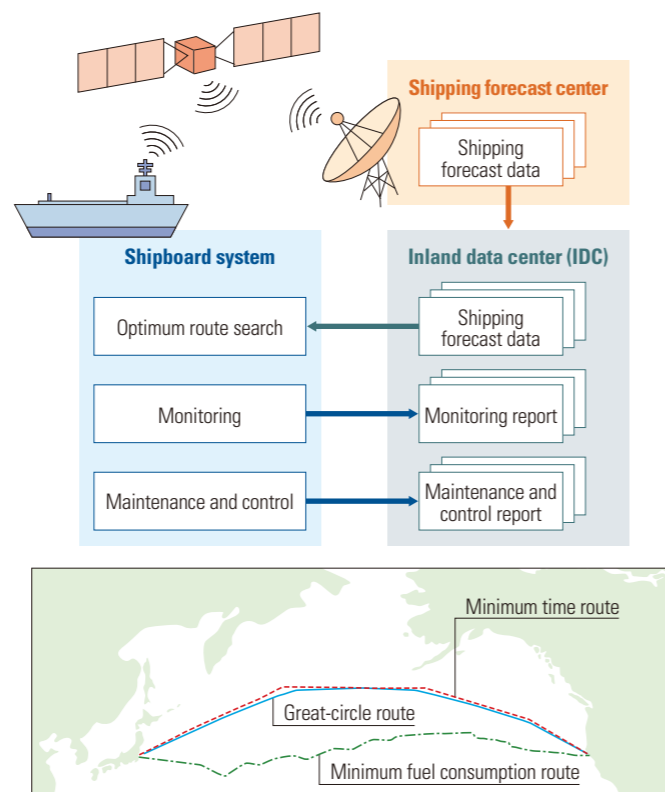 Shipping forecast center
Shipping
forecast data
Shipboard system
Inland data center (IDC)
Optimum route search
Shipping
forecast data
Monitoring
Monitoring report
Maintenance and control
Maintenance and
control report
Minimum time route
Great-circle route
Minimum fuel consumption route